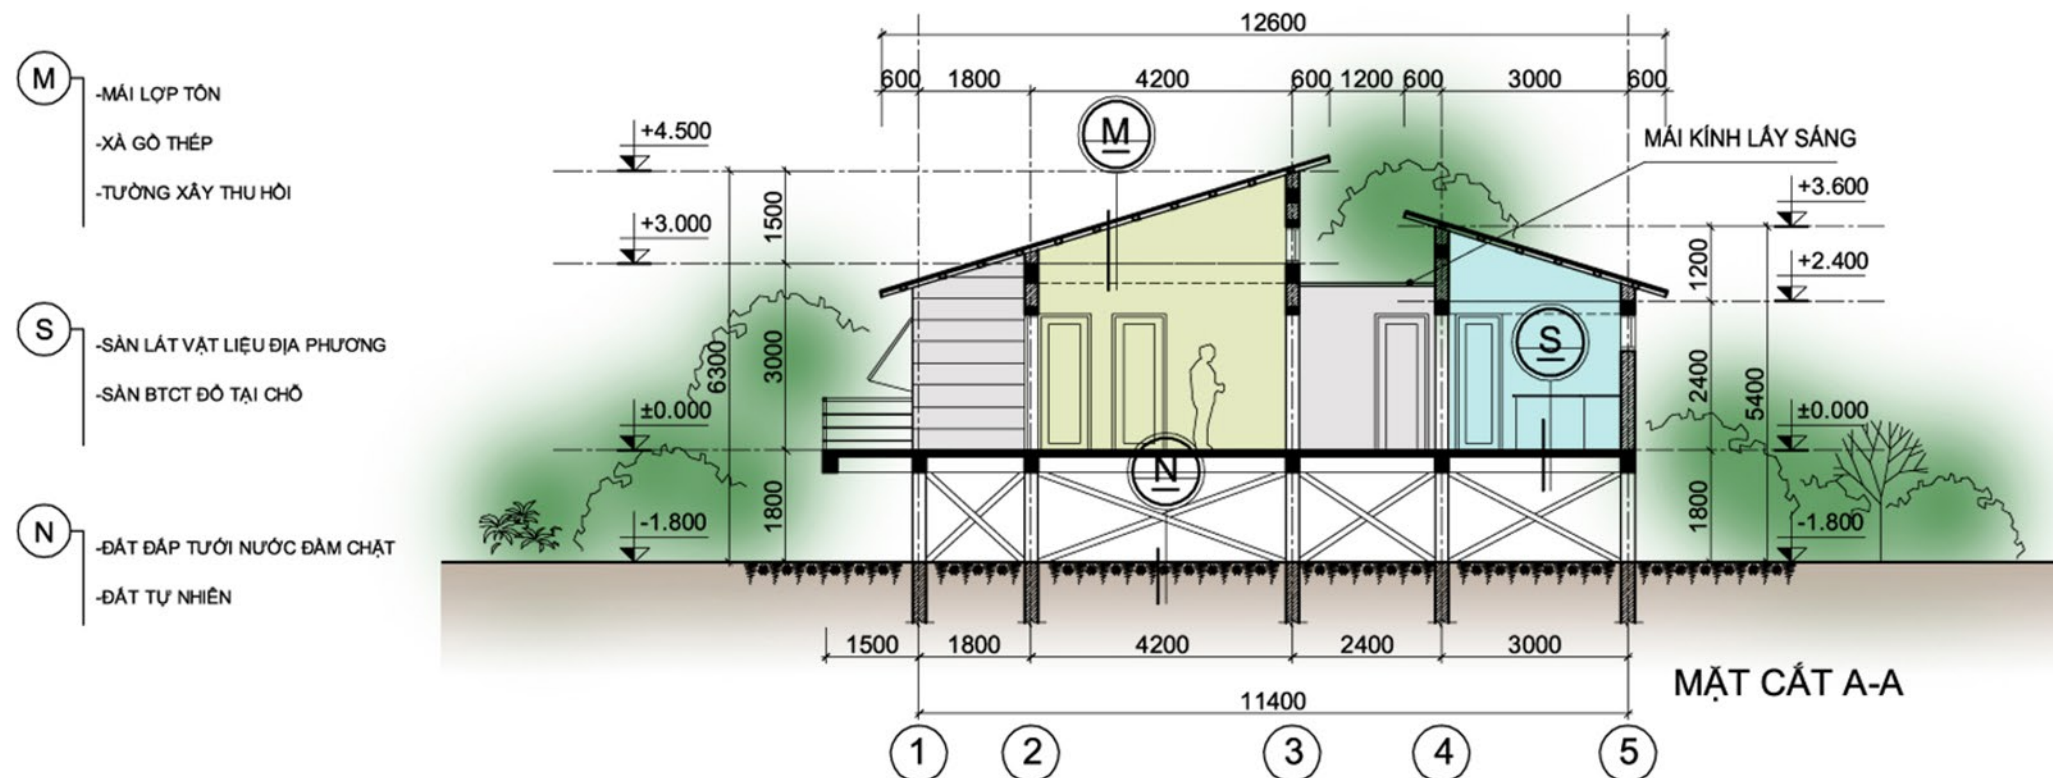 12600
600 1800 4200 600 1200 600 3000 600
M
-MÁI LỢP TÔN
-XÀ GỒ THÉP
-TƯỜNG XÂY THU HỒI
S
-SÀN LÁT VẬT LIỆU ĐỊA PHƯƠNG
-SÀN BTCT ĐỔ TẠI CHỖ
N
-ĐẤT ĐẮP TƯỚI NƯỚC ĐẦM CHẶT
-ĐẤT TỰ NHIÊN
+4.500
+3.000
±0.000
-1.800
6300
1500
3000
1800
M
S
N
MÁI KÍNH LẤY SÁNG
+3.600
+2.400
±0.000
-1.800
1200
2400
1800
5400
1500 1800 4200 2400 3000
11400
MẶT CẮT A-A
1 2 3 4 5